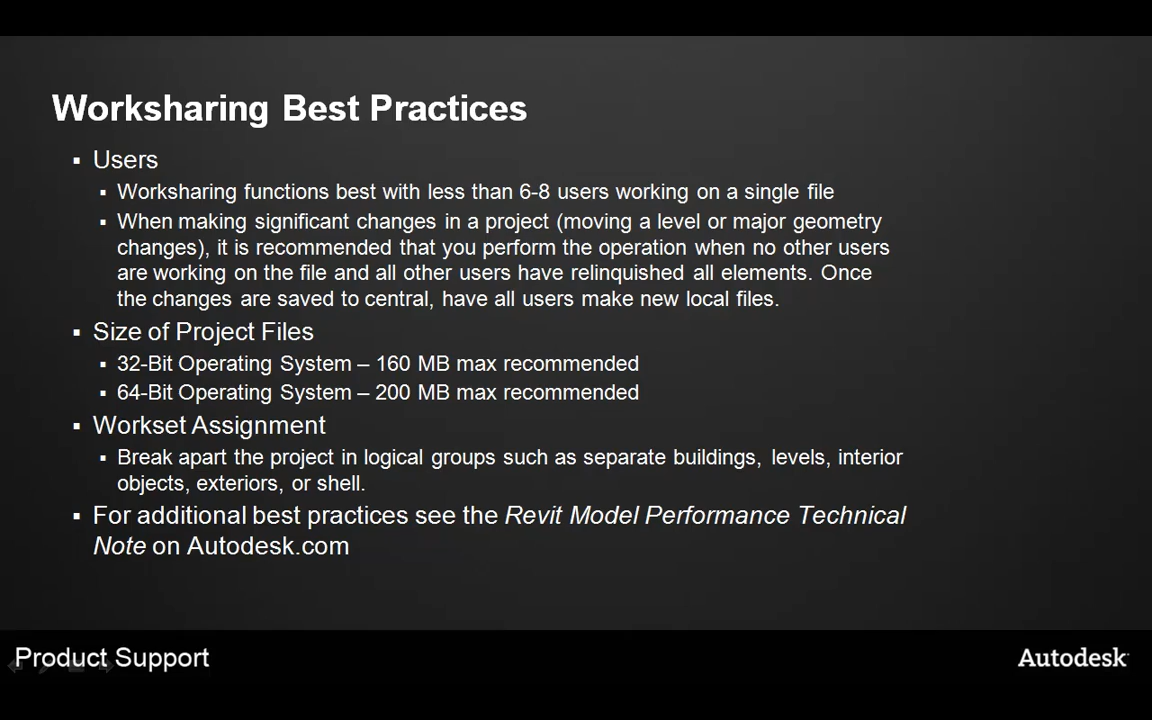 Worksharing Best Practices
▪ Users
▪ Worksharing functions best with less than 6-8 users working on a single file
▪ When making significant changes in a project (moving a level or major geometry
changes), it is recommended that you perform the operation when no other users
are working on the file and all other users have relinquished all elements. Once
the changes are saved to central, have all users make new local files.
▪ Size of Project Files
▪ 32-Bit Operating System – 160 MB max recommended
▪ 64-Bit Operating System – 200 MB max recommended
▪ Workset Assignment
▪ Break apart the project in logical groups such as separate buildings, levels, interior
objects, exteriors, or shell.
▪ For additional best practices see the Revit Model Performance Technical
Note on Autodesk.com
Product Support
Autodesk